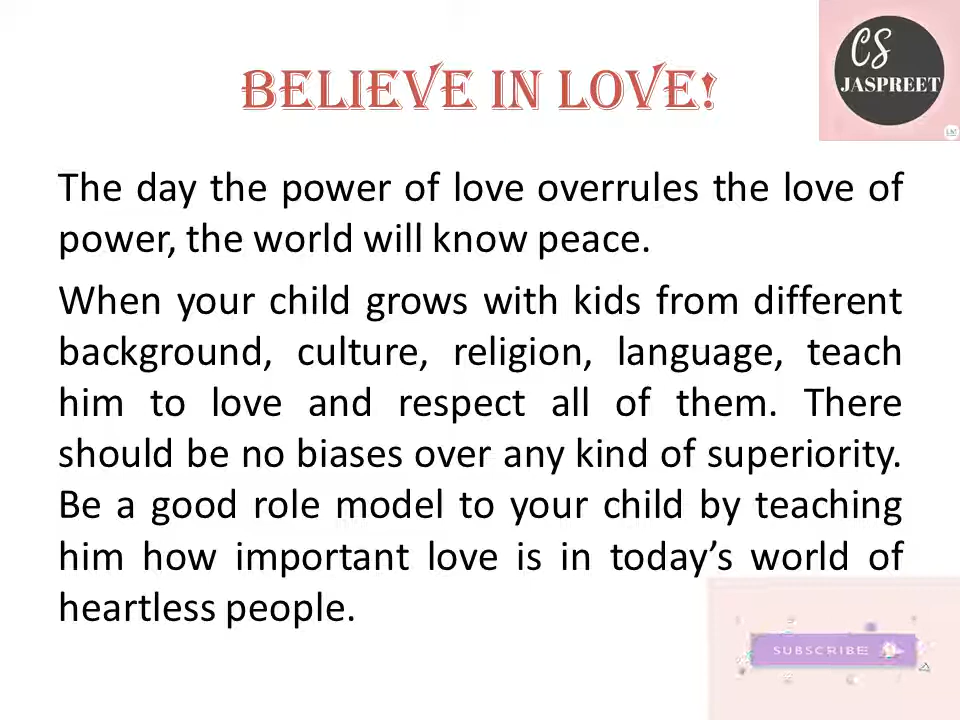 BELIEVE IN LOVE!
CS
JASPREET
The day the power of love overrules the love of
power, the world will know peace.
When your child grows with kids from different
background, culture, religion, language, teach
him to love and respect all of them. There
should be no biases over any kind of superiority.
Be a good role model to your child by teaching
him how important love is in today’s world of
heartless people.
SUBSCRIBE